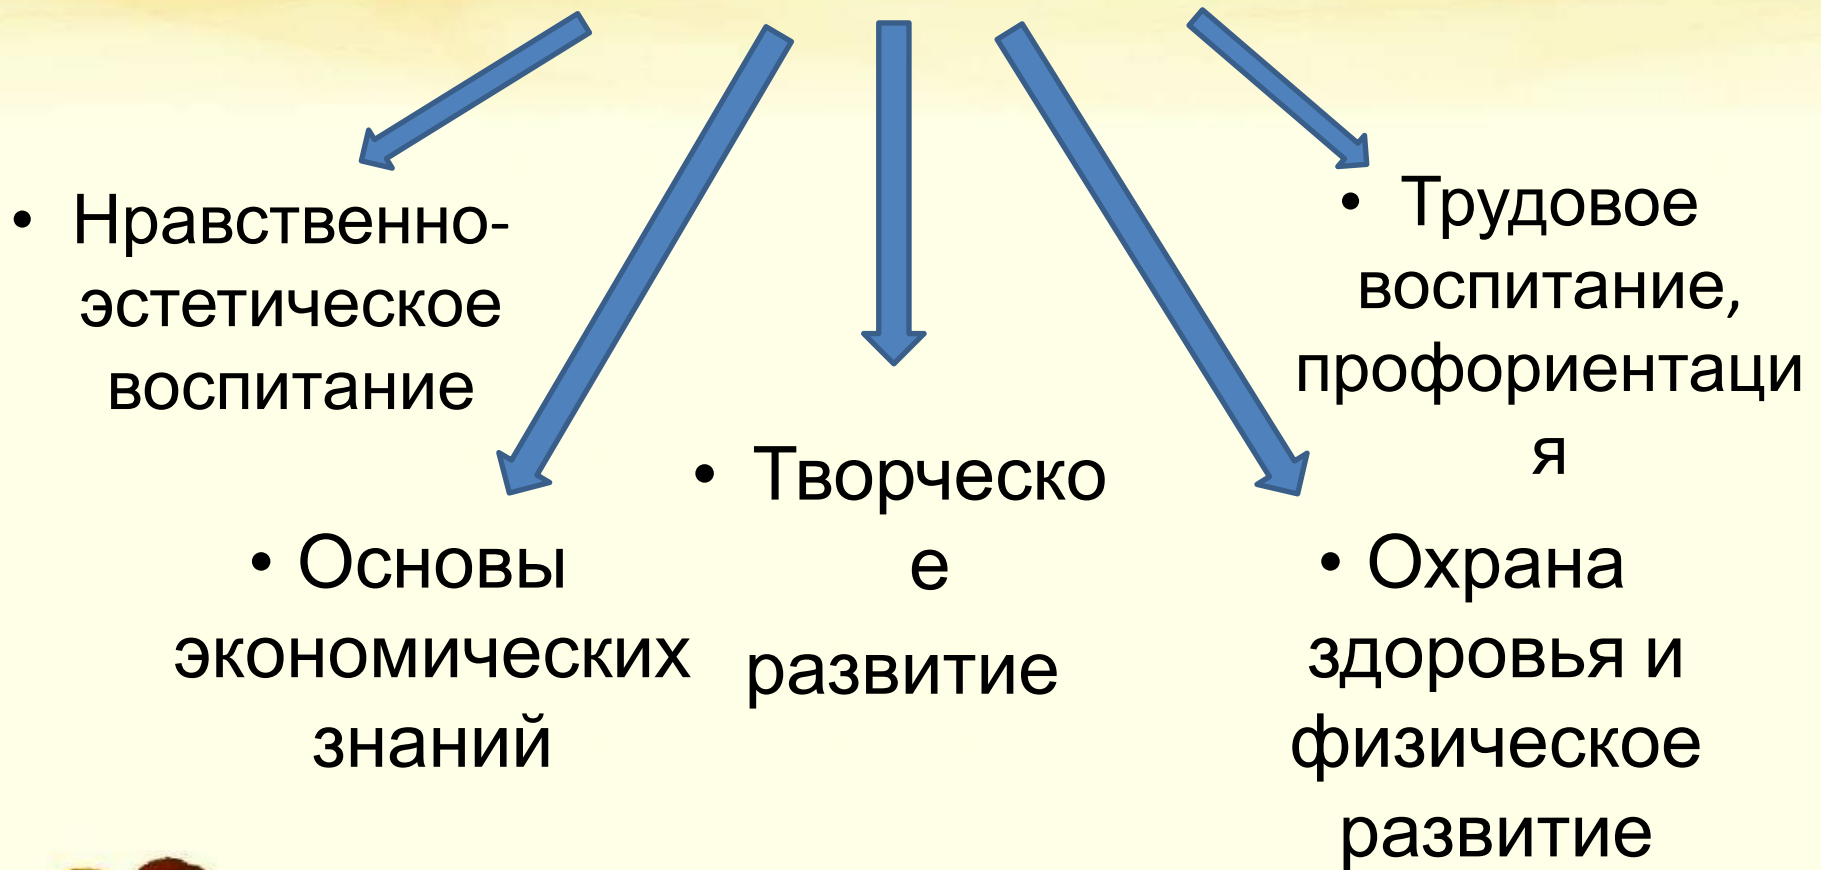 • Нравственно-
эстетическое
воспитание
• Основы
экономических
знаний
• Творческо
е
развитие
• Трудовое
воспитание,
профориентаци
я
• Охрана
здоровья и
физическое
развитие